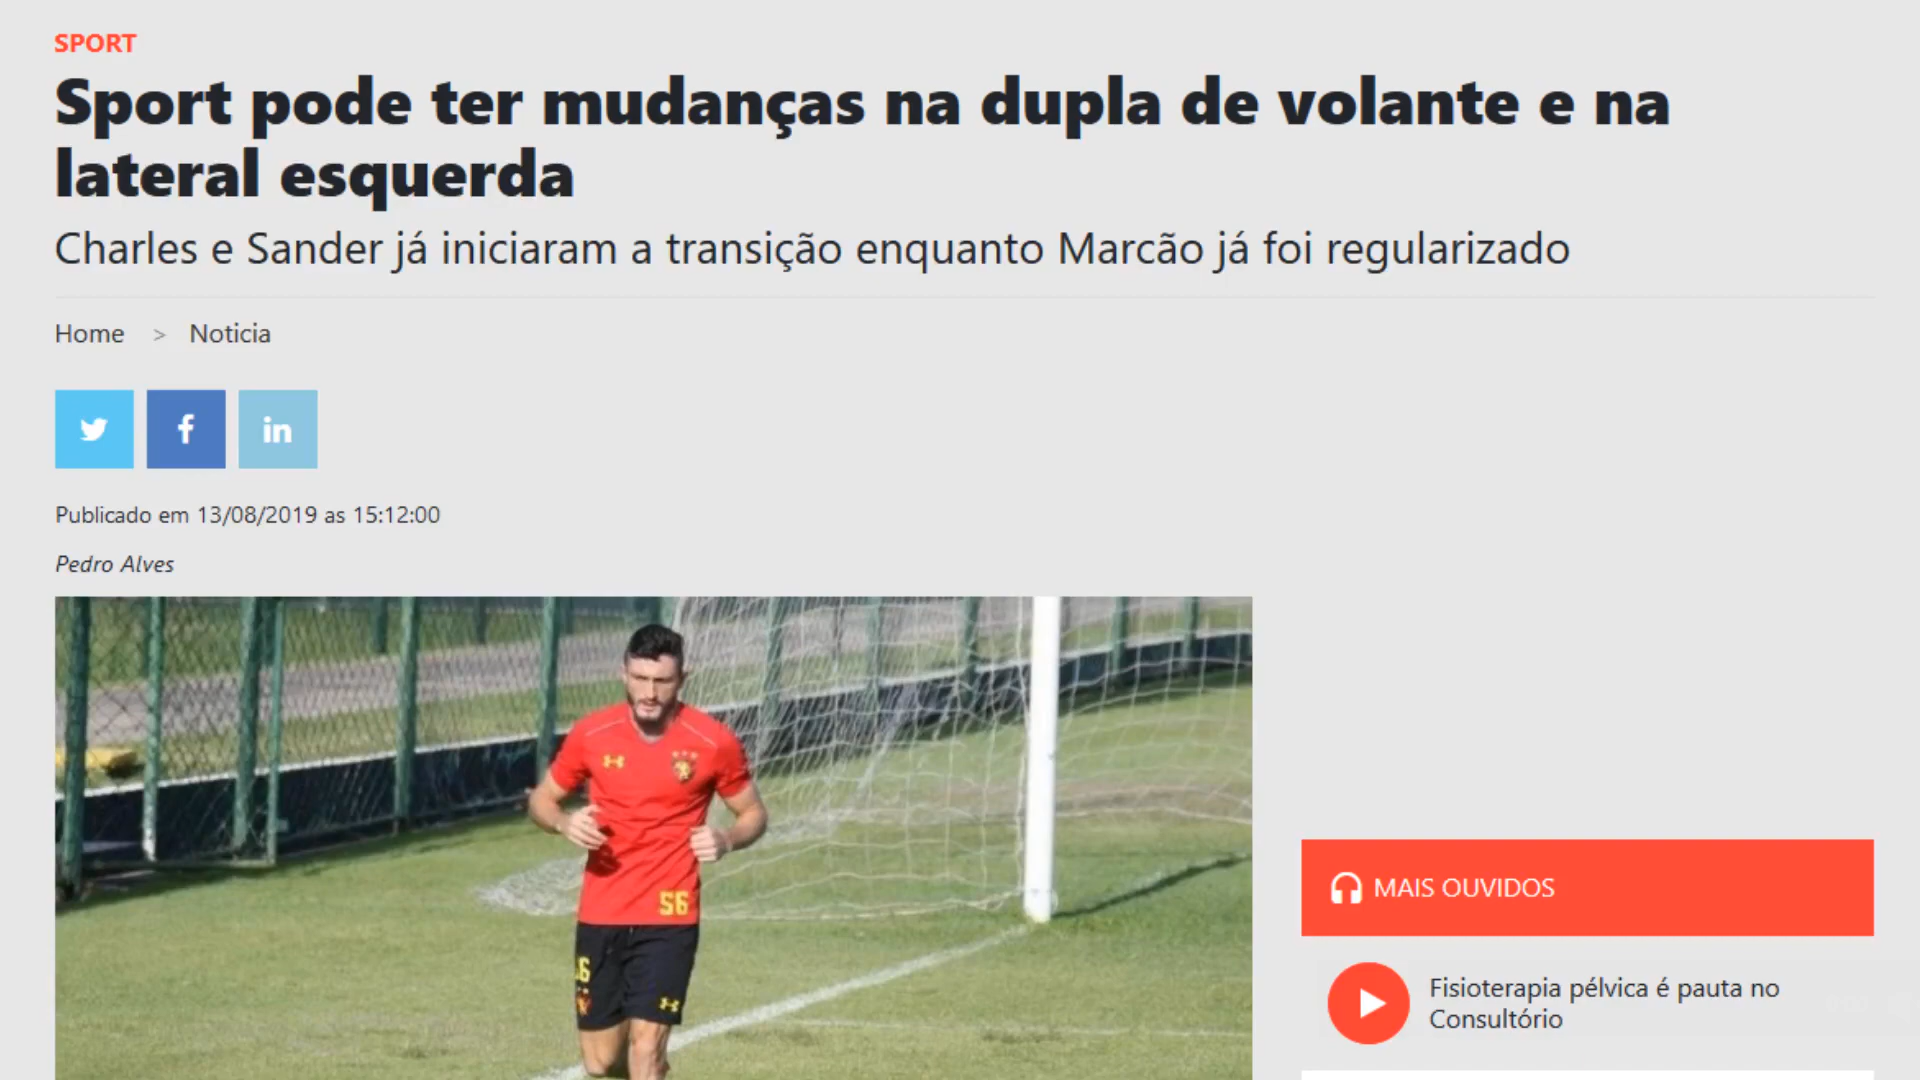 SPORT
Sport pode ter mudanças na dupla de volante e na
lateral esquerda
Charles e Sander já iniciaram a transição enquanto Marcão já foi regularizado
Home > Noticia
Publicado em 13/08/2019 as 15:12:00
Pedro Alves
56
MAIS OUVIDOS
Fisioterapia pélvica é pauta no
Consultório